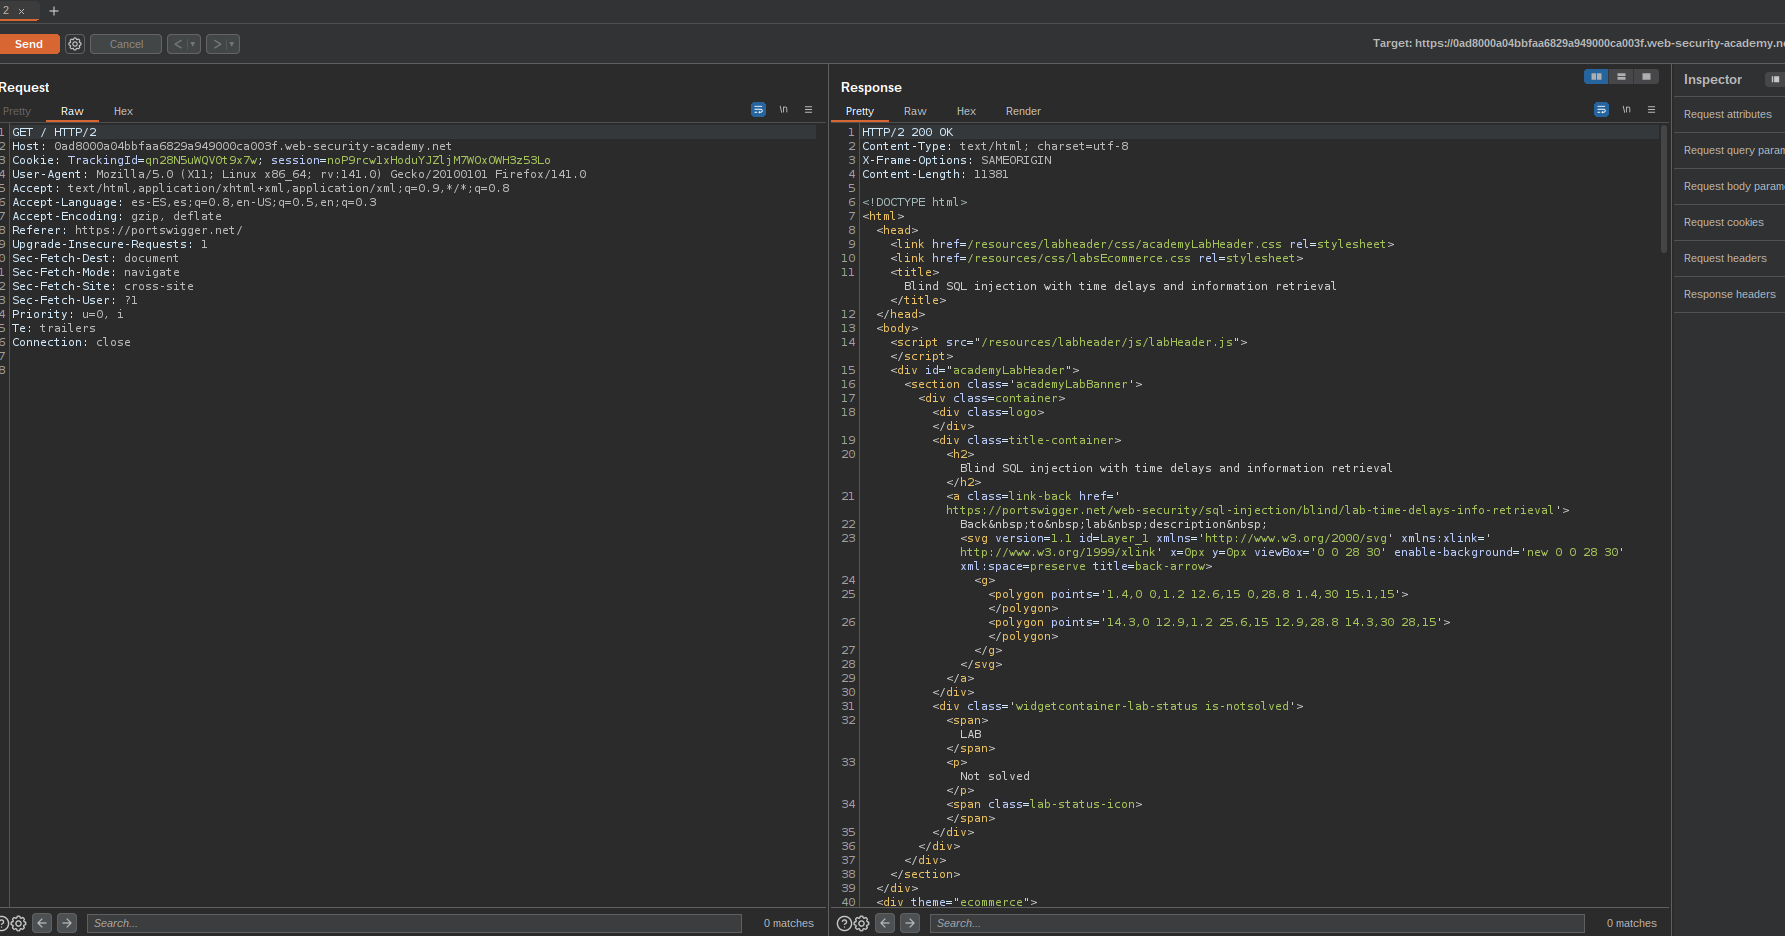 2 × +
Send Cancel < > Target: https://0ad8000a04bbfaa6829a949000ca003f.web-security-academy.ne
Request
Pretty Raw Hex \n
1 GET / HTTP/2
2 Host: 0ad8000a04bbfaa6829a949000ca003f.web-security-academy.net
3 Cookie: TrackingId=qn28N5uWQV0t9x7w; session=noP9rcwlxHoduYJZljM7WOxOWH3z53Lo
4 User-Agent: Mozilla/5.0 (X11; Linux x86_64; rv:141.0) Gecko/20100101 Firefox/141.0
5 Accept: text/html,application/xhtml+xml,application/xml;q=0.9,*/*;q=0.8
6 Accept-Language: es-ES,es;q=0.8,en-US;q=0.5,en;q=0.3
7 Accept-Encoding: gzip, deflate
8 Referer: https://portswigger.net/
9 Upgrade-Insecure-Requests: 1
0 Sec-Fetch-Dest: document
1 Sec-Fetch-Mode: navigate
2 Sec-Fetch-Site: cross-site
3 Sec-Fetch-User: ?1
4 Priority: u=0, i
5 Te: trailers
6 Connection: close
7
8
Search... 0 matches
Response
Pretty Raw Hex Render \n
1 HTTP/2 200 OK
2 Content-Type: text/html; charset=utf-8
3 X-Frame-Options: SAMEORIGIN
4 Content-Length: 11381
5
6 <!DOCTYPE html>
7 <html>
8 <head>
9 <link href=/resources/labheader/css/academyLabHeader.css rel=stylesheet>
10 <link href=/resources/css/labsEcommerce.css rel=stylesheet>
11 <title>
Blind SQL injection with time delays and information retrieval
</title>
12 </head>
13 <body>
14 <script src="/resources/labheader/js/labHeader.js">
</script>
15 <div id="academyLabHeader">
16 <section class='academyLabBanner'>
17 <div class=container>
18 <div class=logo>
</div>
19 <div class=title-container>
20 <h2>
Blind SQL injection with time delays and information retrieval
</h2>
21 <a class=link-back href='
https://portswigger.net/web-security/sql-injection/blind/lab-time-delays-info-retrieval'>
22 Back&nbsp;to&nbsp;lab&nbsp;description&nbsp;
23 <svg version=1.1 id=Layer_1 xmlns='http://www.w3.org/2000/svg' xmlns:xlink='
http://www.w3.org/1999/xlink' x=0px y=0px viewBox='0 0 28 30' enable-background='new 0 0 28 30'
xml:space=preserve title=back-arrow>
24 <g>
25 <polygon points='1.4,0 0,1.2 12.6,15 0,28.8 1.4,30 15.1,15'>
</polygon>
26 <polygon points='14.3,0 12.9,1.2 25.6,15 12.9,28.8 14.3,30 28,15'>
</polygon>
27 </g>
28 </svg>
29 </a>
30 </div>
31 <div class='widgetcontainer-lab-status is-notsolved'>
32 <span>
LAB
</span>
33 <p>
Not solved
</p>
34 <span class=lab-status-icon>
</span>
35 </div>
36 </div>
37 </div>
38 </section>
39 </div>
40 <div theme="ecommerce">
Search... 0 matches
Inspector
Request attributes
Request query param
Request body param
Request cookies
Request headers
Response headers